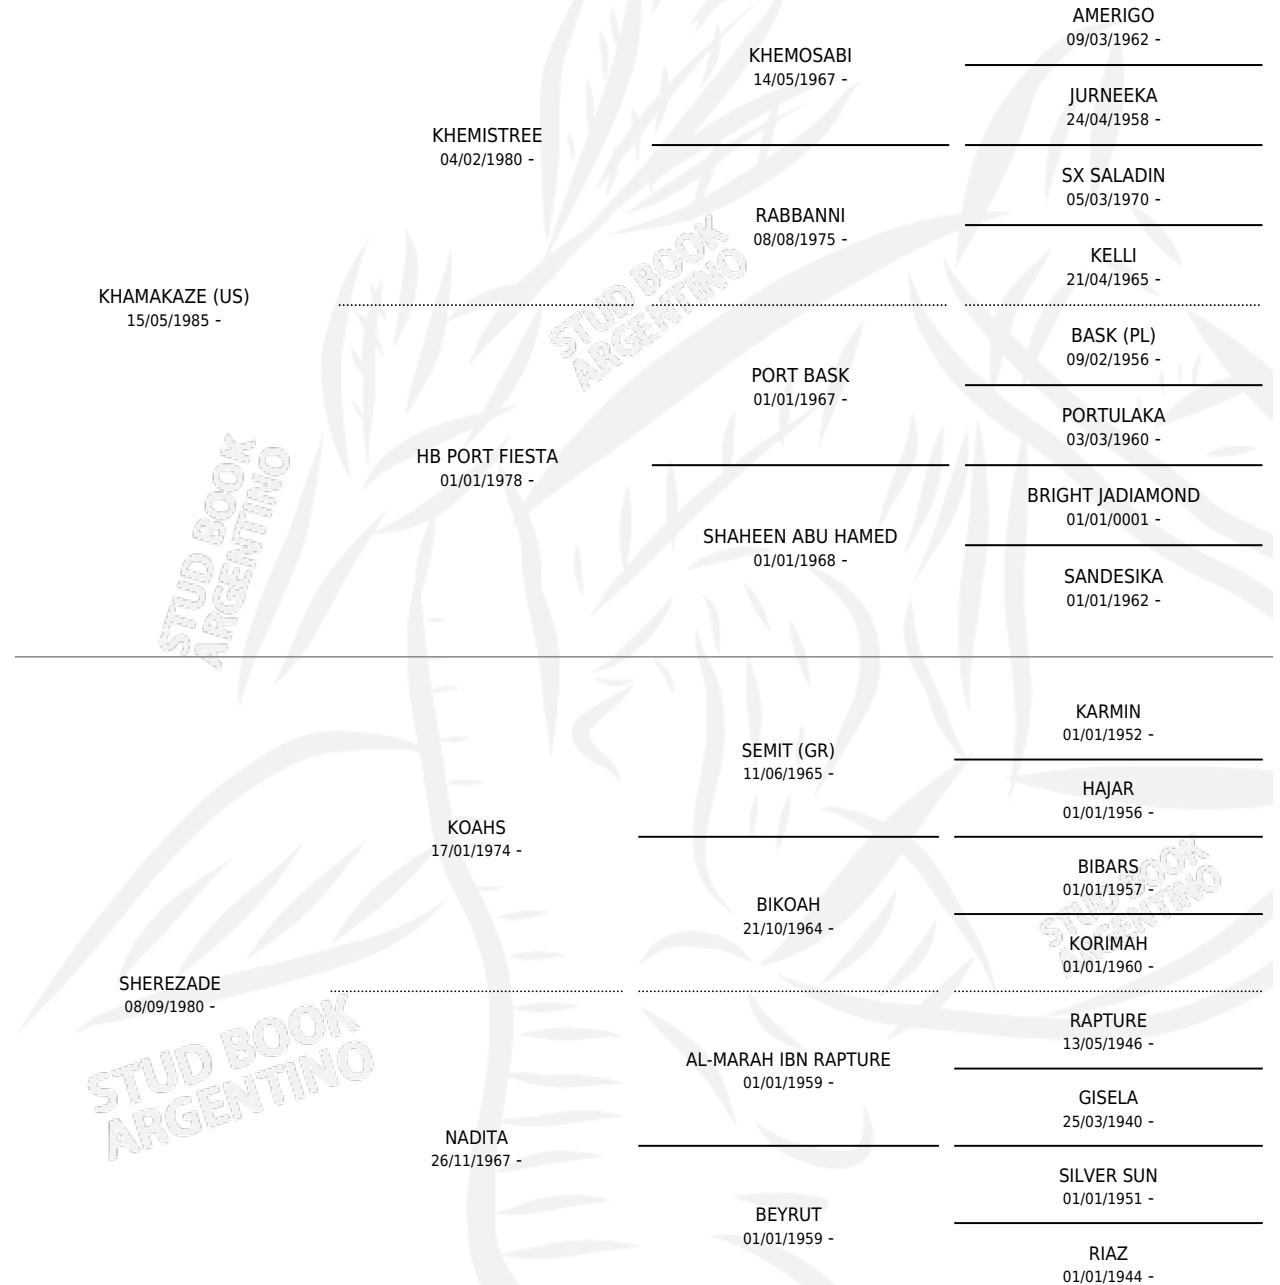 AMERIGO
09/03/1962 -
KHEMOSABI
14/05/1967 -
JURNEEKA
24/04/1958 -
KHEMISTREE
04/02/1980 -
SX SALADIN
05/03/1970 -
RABBANNI
08/08/1975 -
KELLI
21/04/1965 -
KHAMAKAZE (US)
15/05/1985 -
BASK (PL)
09/02/1956 -
PORT BASK
01/01/1967 -
PORTULAKA
03/03/1960 -
HB PORT FIESTA
01/01/1978 -
BRIGHT JADIAMOND
01/01/0001 -
SHAHEEN ABU HAMED
01/01/1968 -
SANDESIKA
01/01/1962 -
STUD BOOK
ARGENTINO
STUD BOOK
ARGENTINO
KARMIN
01/01/1952 -
SEMIT (GR)
11/06/1965 -
HAJAR
01/01/1956 -
KOAHS
17/01/1974 -
BIBARS
01/01/1957 -
BIKOAH
21/10/1964 -
KORIMAH
01/01/1960 -
STUD BOOK
ARGENTINO
SHEREZADE
08/09/1980 -
RAPTURE
13/05/1946 -
AL-MARAH IBN RAPTURE
01/01/1959 -
GISELA
25/03/1940 -
STUD BOOK
ARGENTINO
NADITA
26/11/1967 -
SILVER SUN
01/01/1951 -
BEYRUT
01/01/1959 -
RIAZ
01/01/1944 -